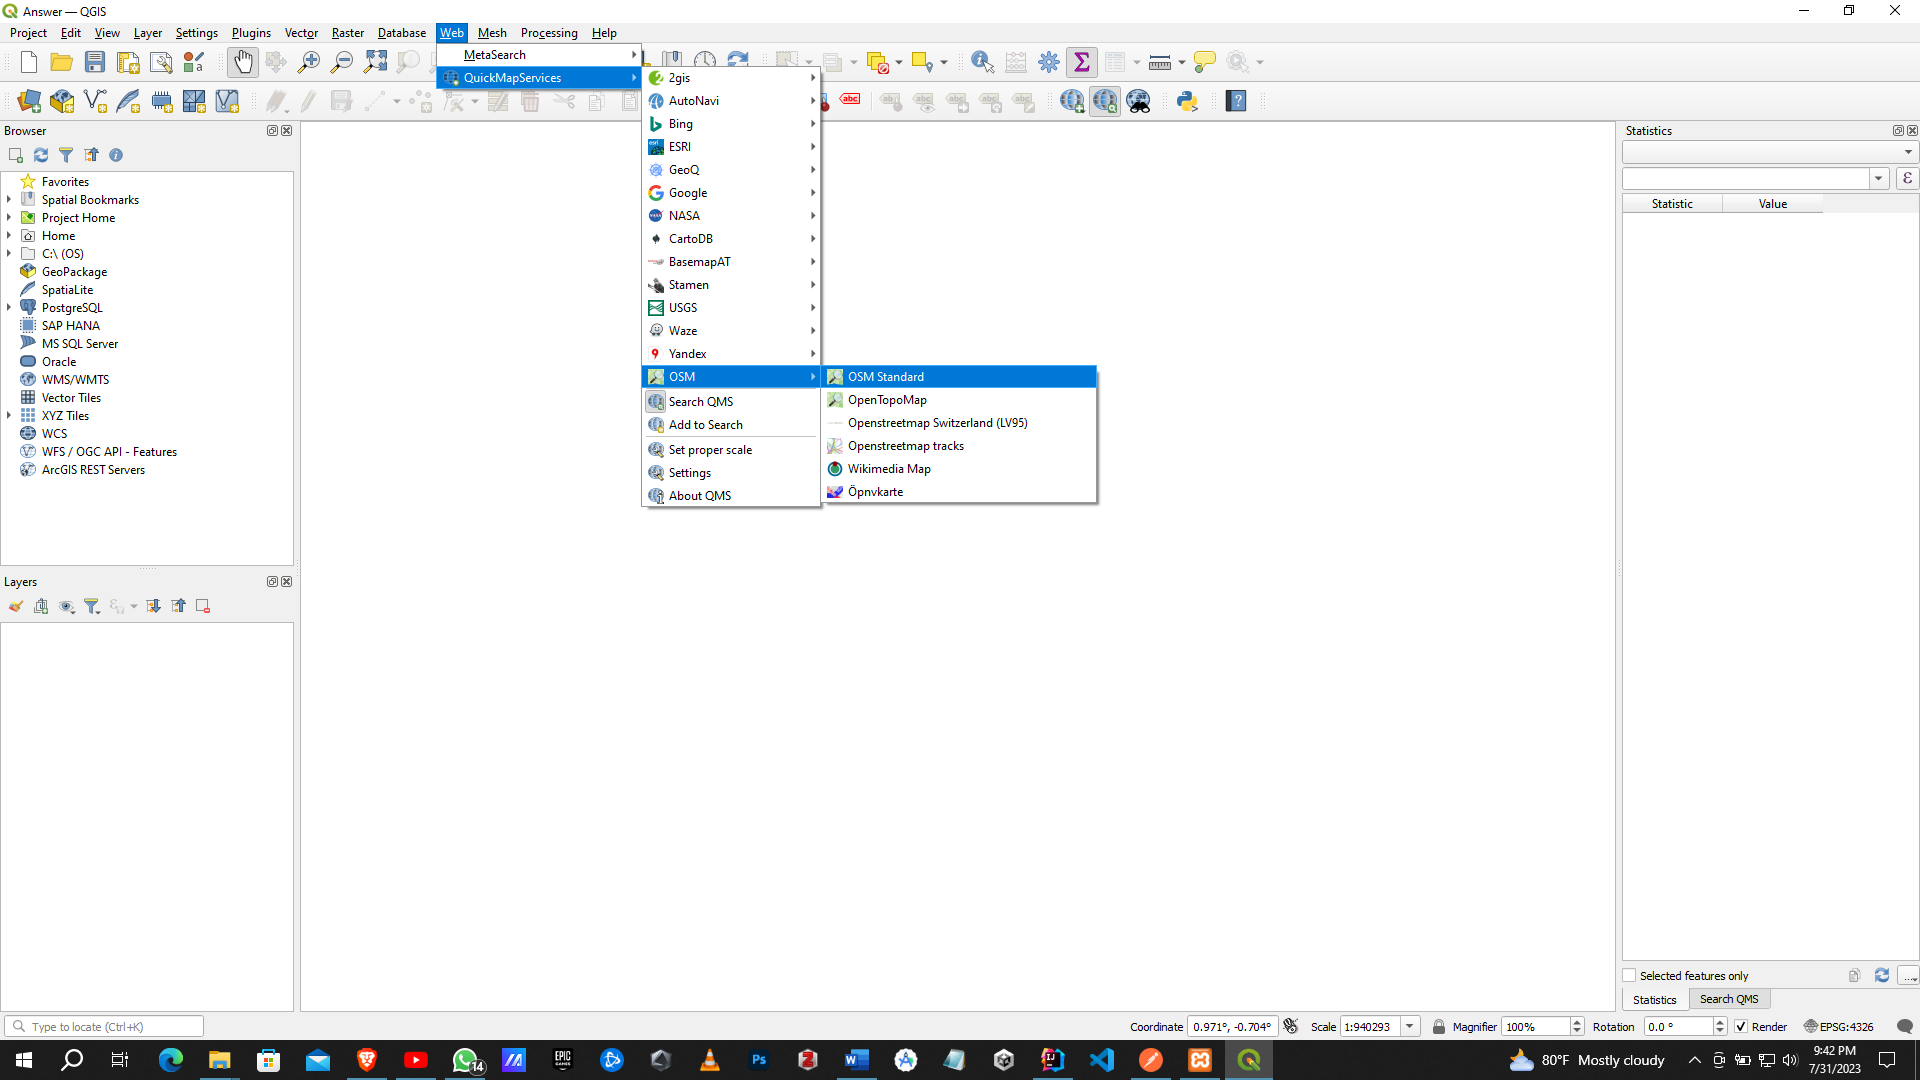 Answer — QGIS
Project Edit View Layer Settings Plugins Vector Raster Database Web Mesh Processing Help
MetaSearch
QuickMapServices
2gis
AutoNavi
Bing
ESRI
GeoQ
Google
NASA
CartoDB
BasemapAT
Stamen
USGS
Waze
Yandex
OSM
Search QMS
Add to Search
Set proper scale
Settings
About QMS
OSM Standard
OpenTopoMap
Openstreetmap Switzerland (LV95)
Openstreetmap tracks
Wikimedia Map
Öpnvkarte
abc
Browser
Favorites
Spatial Bookmarks
Project Home
Home
C:\ (OS)
GeoPackage
SpatiaLite
PostgreSQL
SAP HANA
MS SQL Server
Oracle
WMS/WMTS
Vector Tiles
XYZ Tiles
WCS
WFS / OGC API - Features
ArcGIS REST Servers
Layers
Statistics
ε
Statistic Value
Selected features only
...
Statistics Search QMS
Type to locate (Ctrl+K)
Coordinate 0.971°, -0.704° Scale 1:940293 Magnifier 100% Rotation 0.0 ° Render EPSG:4326
14
EPIC GAMES
Ps
80°F Mostly cloudy
9:42 PM
7/31/2023